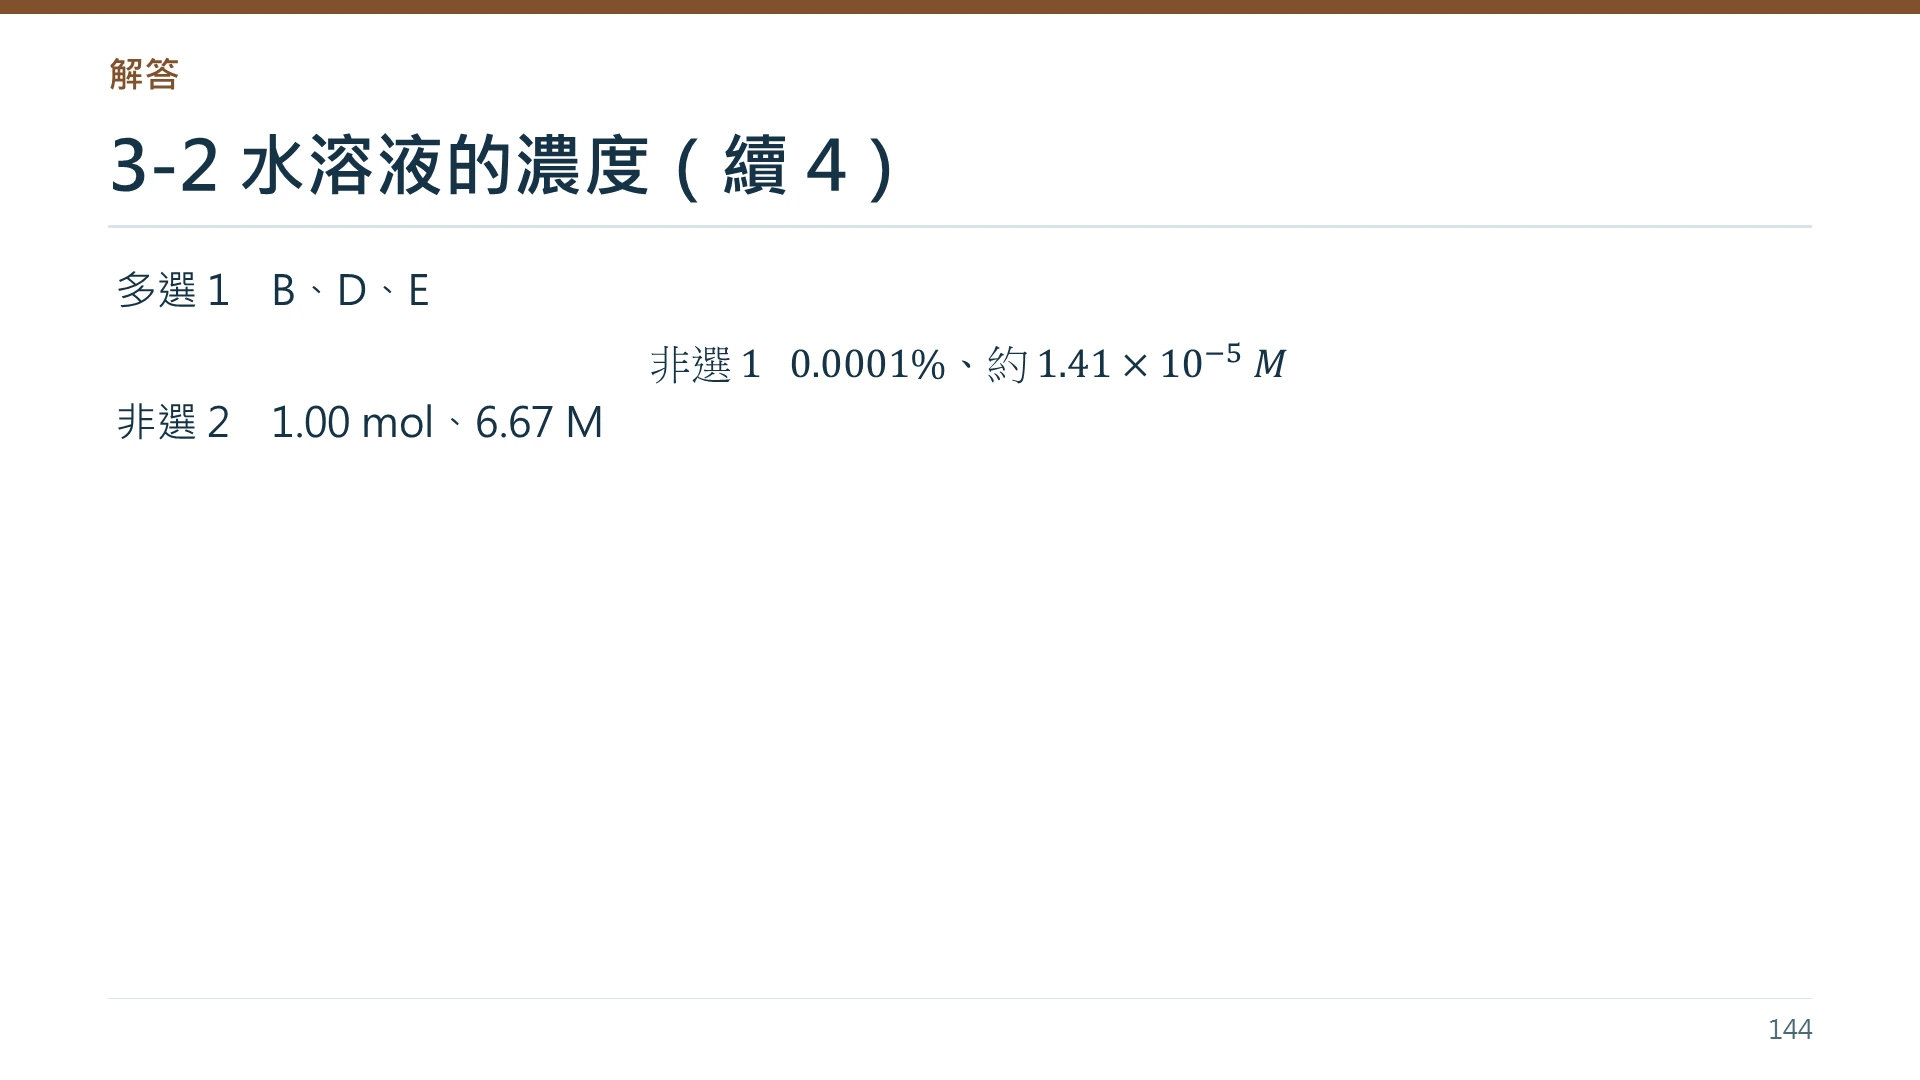 解答
3-2 水溶液的濃度（續 4）
多選 1　B、D、E
非選 1 0.0001%、約 1.41 × 10⁻⁵ M
非選 2　1.00 mol、6.67 M
144